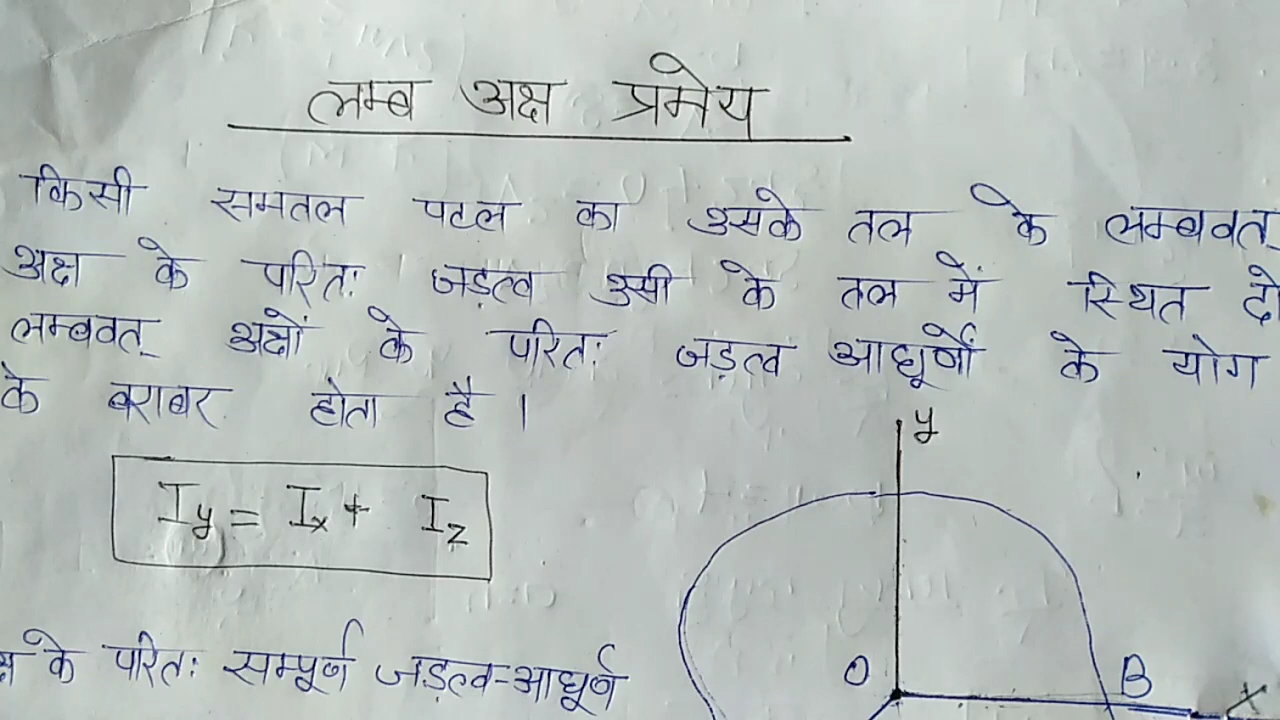 लम्ब अक्ष प्रमेय
किसी समतल पटल का उसके तल के लम्बवत्
अक्ष के परितः जड़त्व उसी के तल में स्थित दो
लम्बवत् अक्षों के परितः जड़त्व आघूर्णों के योग
के बराबर होता है ।
y
Iy = Ix + Iz
के परितः सम्पूर्ण जड़त्व-आघूर्ण
O
B
X